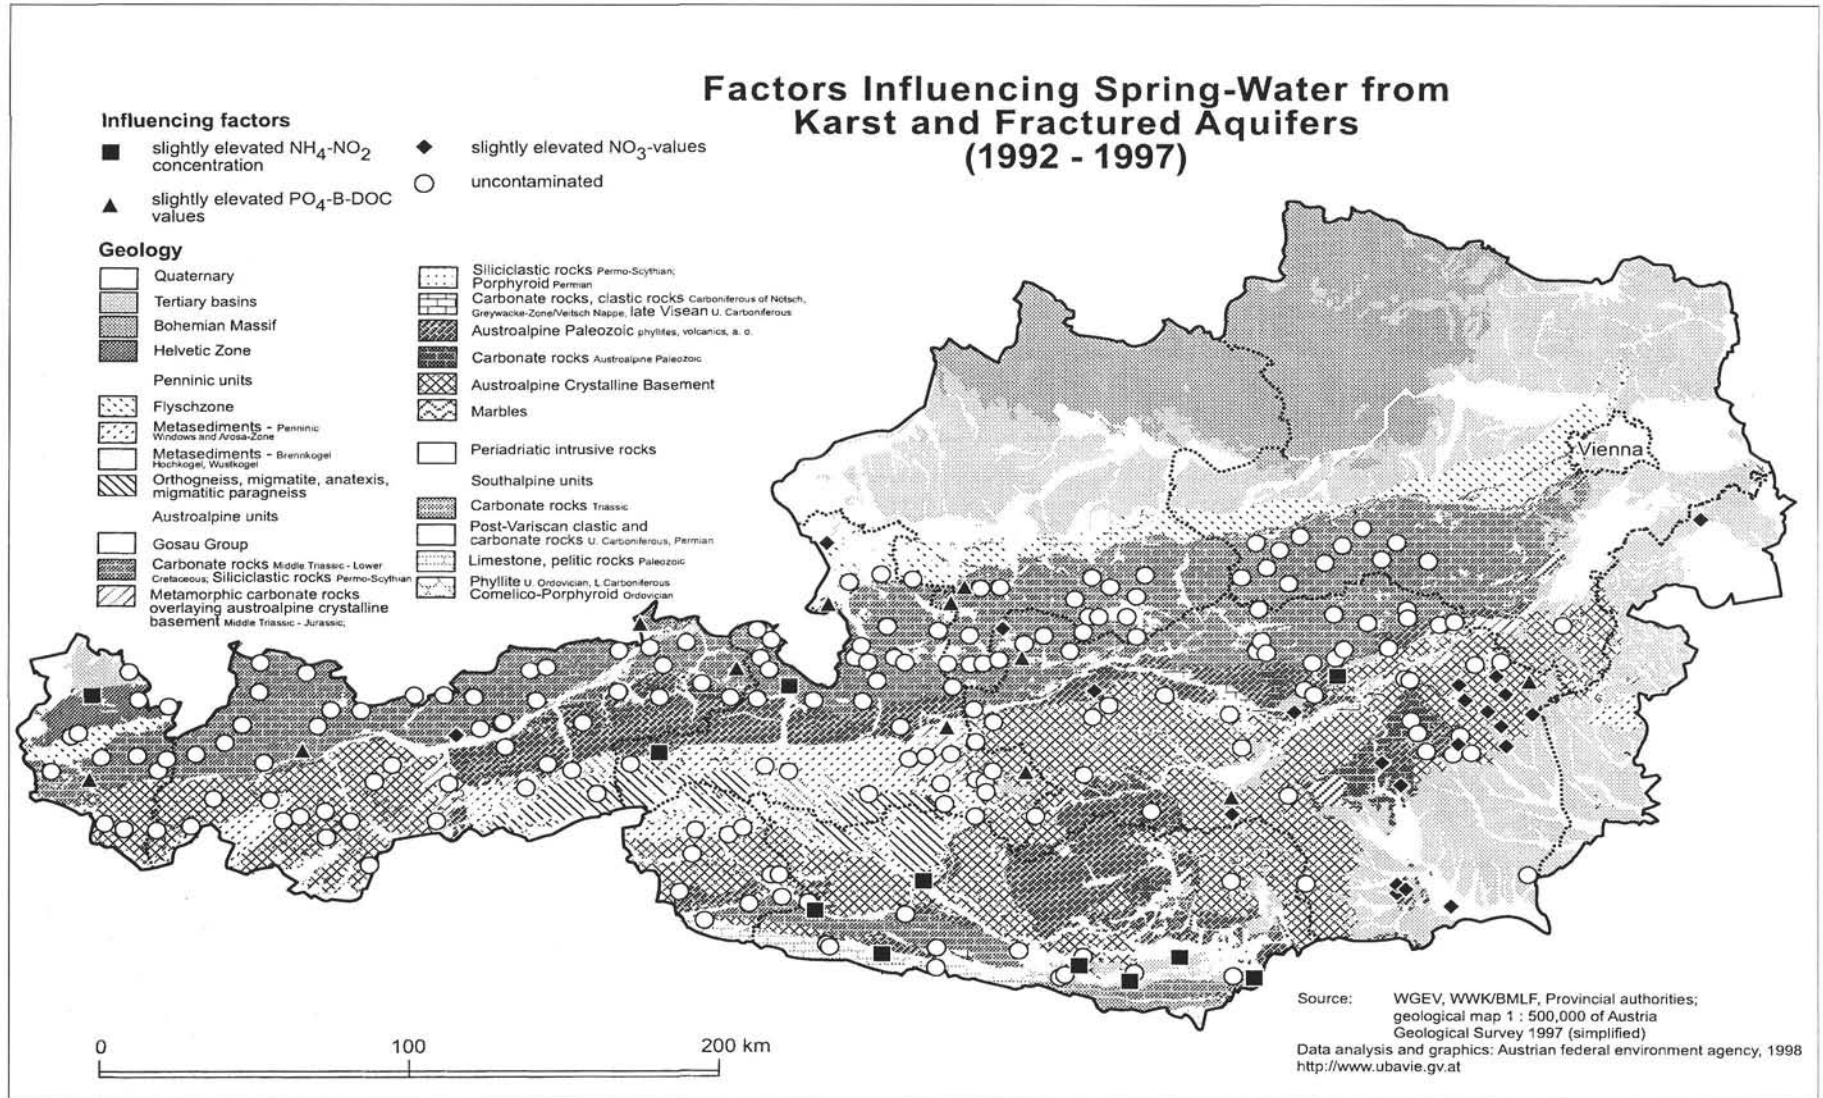 Factors Influencing Spring-Water from
Karst and Fractured Aquifers
(1992 - 1997)
Influencing factors
slightly elevated NH4-NO2
concentration
slightly elevated PO4-B-DOC
values
slightly elevated NO3-values
uncontaminated
Geology
Quaternary
Tertiary basins
Bohemian Massif
Helvetic Zone
Penninic units
Flyschzone
Metasediments - Penninic
Windows and Arosa-Zone
Metasediments - Brennkogel
Hochkogel, Wustkogel
Orthogneiss, migmatite, anatexis,
migmatitic paragneiss
Austroalpine units
Gosau Group
Carbonate rocks Middle Triassic - Lower
Cretaceous; Siliciclastic rocks Permo-Scythian
Metamorphic carbonate rocks
overlaying austroalpine crystalline
basement Middle Triassic - Jurassic;
Siliciclastic rocks Permo-Scythian;
Porphyroid Permian
Carbonate rocks, clastic rocks Carboniferous of Nötsch,
Greywacke-Zone/Veitsch Nappe, late Visean U. Carboniferous
Austroalpine Paleozoic phyllites, volcanics, a. o.
Carbonate rocks Austroalpine Paleozoic
Austroalpine Crystalline Basement
Marbles
Periadriatic intrusive rocks
Southalpine units
Carbonate rocks Triassic
Post-Variscan clastic and
carbonate rocks U. Carboniferous, Permian
Limestone, pelitic rocks Paleozoic
Phyllite U. Ordovician, L. Carboniferous
Comelico-Porphyroid Ordovician
Vienna
0 100 200 km
Source: WGEV, WWK/BMLF, Provincial authorities;
geological map 1 : 500,000 of Austria
Geological Survey 1997 (simplified)
Data analysis and graphics: Austrian federal environment agency, 1998
http://www.ubavie.gv.at